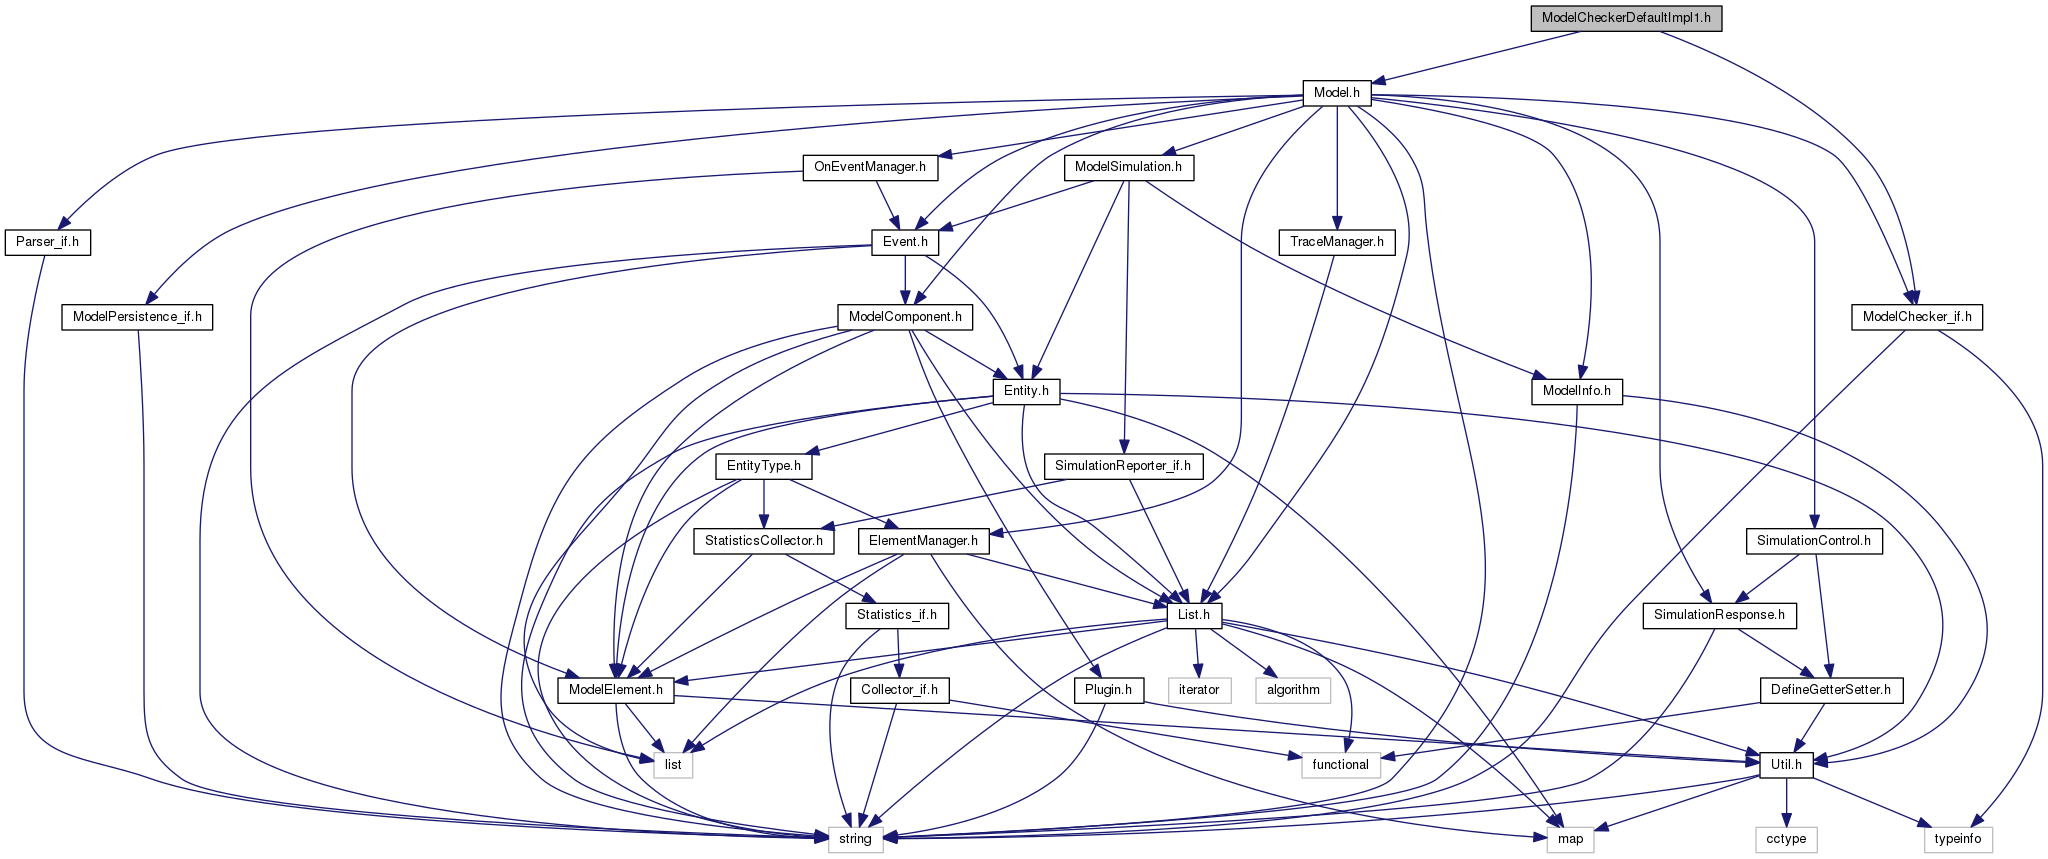 ModelCheckerDefaultImpl1.h
Model.h
OnEventManager.h
ModelSimulation.h
Parser_if.h
Event.h
TraceManager.h
ModelPersistence_if.h
ModelComponent.h
ModelChecker_if.h
Entity.h
ModelInfo.h
EntityType.h
SimulationReporter_if.h
StatisticsCollector.h
ElementManager.h
SimulationControl.h
Statistics_if.h
List.h
SimulationResponse.h
ModelElement.h
Collector_if.h
Plugin.h
iterator
algorithm
DefineGetterSetter.h
list
functional
Util.h
string
map
cctype
typeinfo